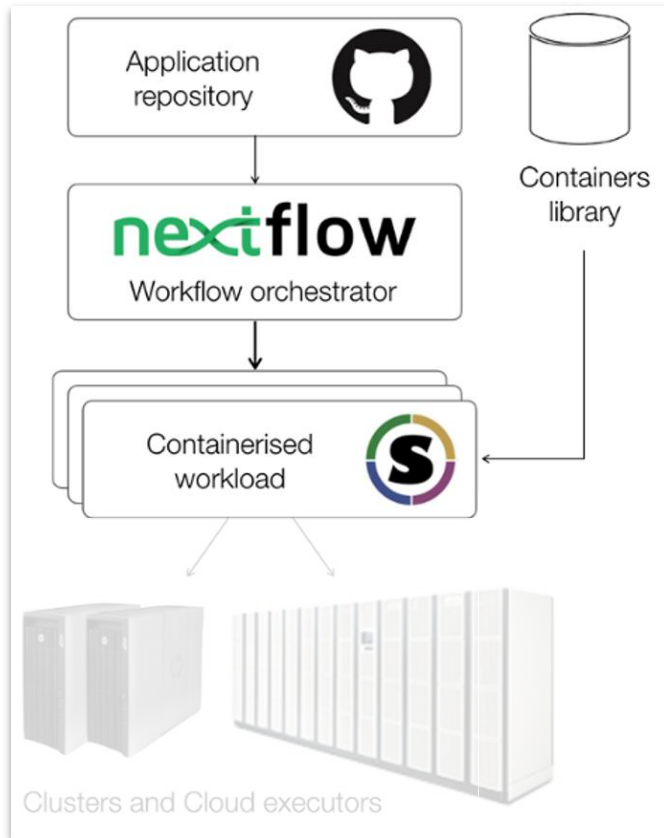 Application
repository
Containers
library
nextflow
Workflow orchestrator
Containerised
workload
S
Clusters and Cloud executors